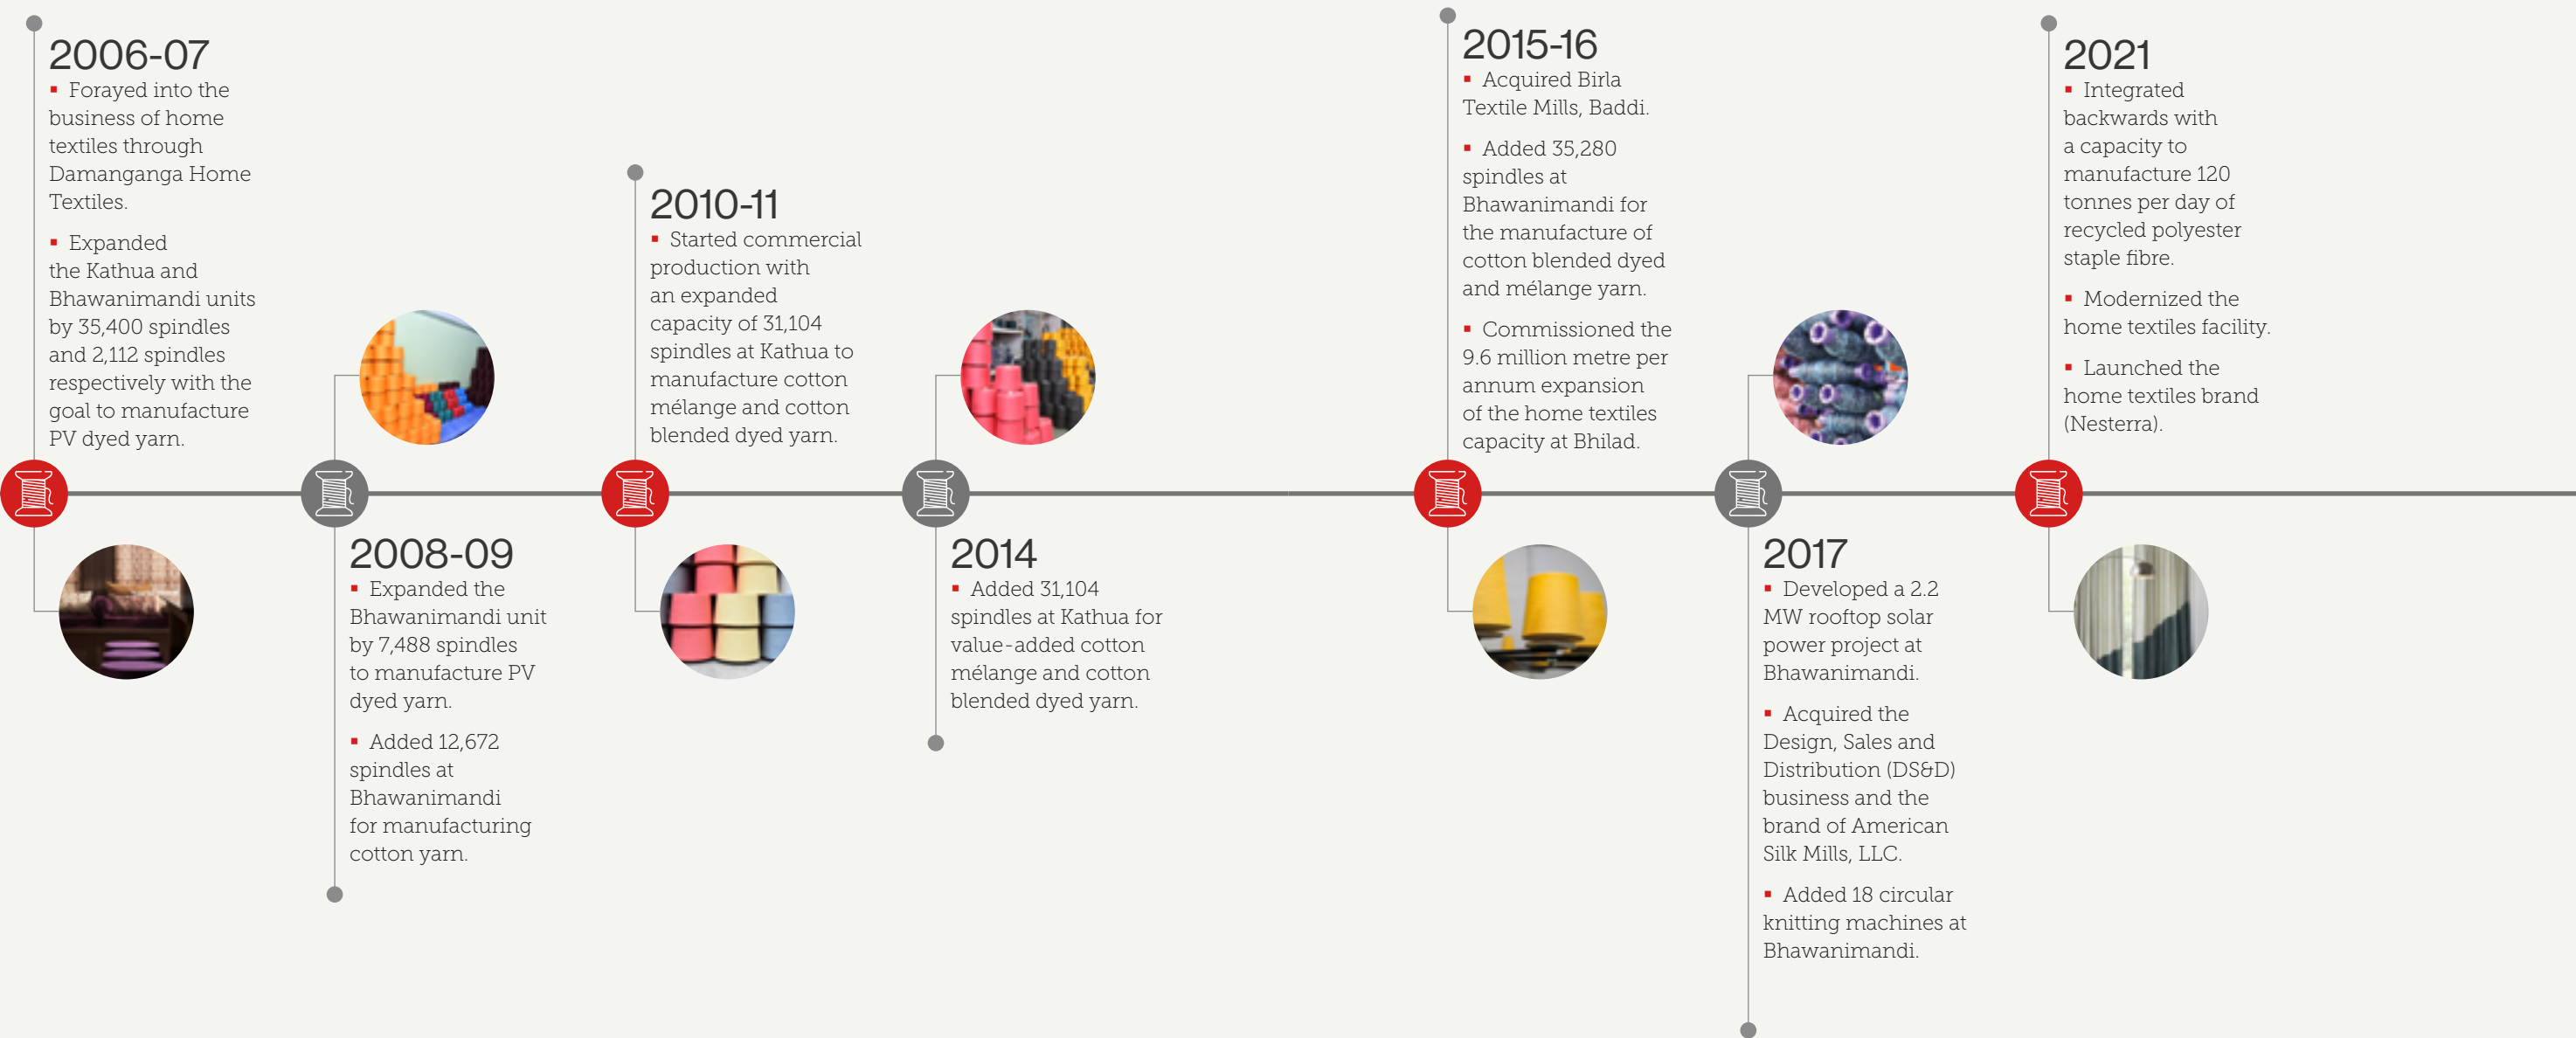 2006-07
▪ Forayed into the
business of home
textiles through
Damanganga Home
Textiles.
▪ Expanded
the Kathua and
Bhawanimandi units
by 35,400 spindles
and 2,112 spindles
respectively with the
goal to manufacture
PV dyed yarn.
2008-09
▪ Expanded the
Bhawanimandi unit
by 7,488 spindles
to manufacture PV
dyed yarn.
▪ Added 12,672
spindles at
Bhawanimandi
for manufacturing
cotton yarn.
2010-11
▪ Started commercial
production with
an expanded
capacity of 31,104
spindles at Kathua to
manufacture cotton
mélange and cotton
blended dyed yarn.
2014
▪ Added 31,104
spindles at Kathua for
value-added cotton
mélange and cotton
blended dyed yarn.
2015-16
▪ Acquired Birla
Textile Mills, Baddi.
▪ Added 35,280
spindles at
Bhawanimandi for
the manufacture of
cotton blended dyed
and mélange yarn.
▪ Commissioned the
9.6 million metre per
annum expansion
of the home textiles
capacity at Bhilad.
2017
▪ Developed a 2.2
MW rooftop solar
power project at
Bhawanimandi.
▪ Acquired the
Design, Sales and
Distribution (DS&D)
business and the
brand of American
Silk Mills, LLC.
▪ Added 18 circular
knitting machines at
Bhawanimandi.
2021
▪ Integrated
backwards with
a capacity to
manufacture 120
tonnes per day of
recycled polyester
staple fibre.
▪ Modernized the
home textiles facility.
▪ Launched the
home textiles brand
(Nesterra).